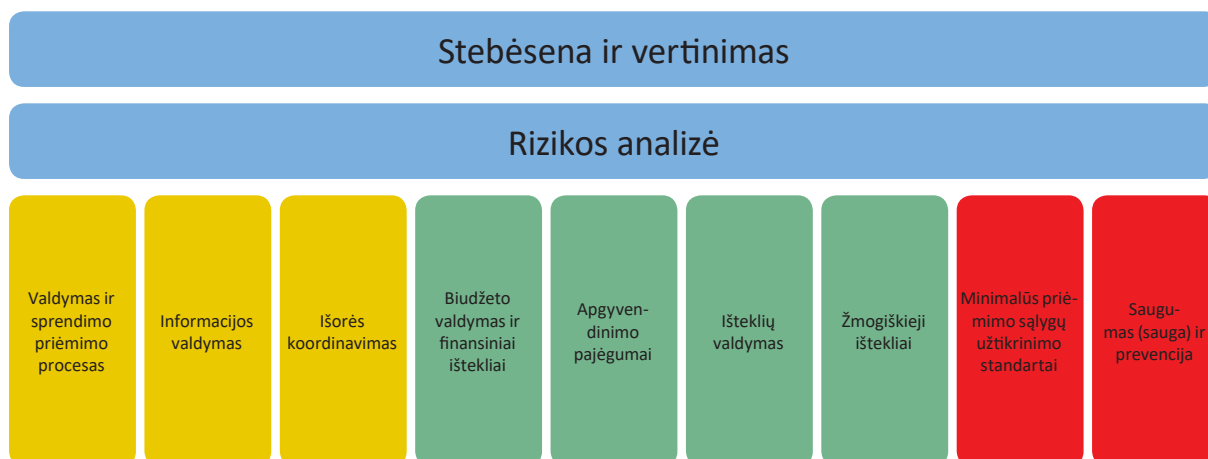 Stebėsena ir vertinimas
Rizikos analizė
Valdymas ir
sprendimo
priėmimo
procesas
Informacijos
valdymas
Išorės
koordinavimas
Biudžeto
valdymas ir
finansiniai
ištekliai
Apgyven-
dinimo
pajėgumai
Išteklių
valdymas
Žmogiškieji
ištekliai
Minimalūs priė-
mimo sąlygų
užtikrinimo
standartai
Saugu-
mas (sauga) ir
prevencija